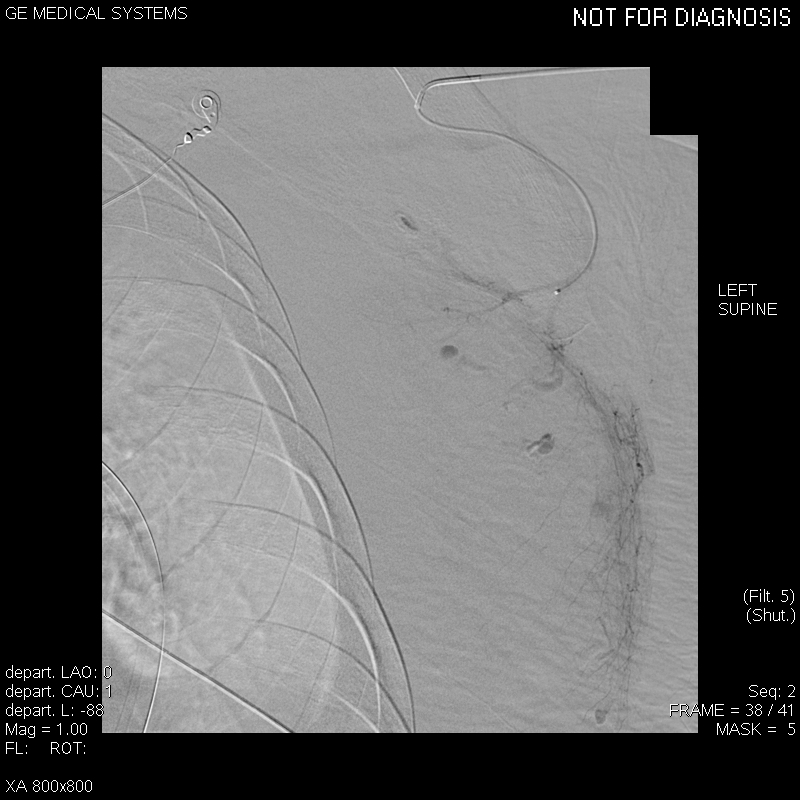 GE MEDICAL SYSTEMS
NOT FOR DIAGNOSIS
LEFT
SUPINE
(Filt. 5)
(Shut.)
depart. LAO: 0
depart. CAU: 1
depart. L: -88
Mag = 1.00
FL: ROT:
Seq: 2
FRAME = 38 / 41
MASK = 5
XA 800x800